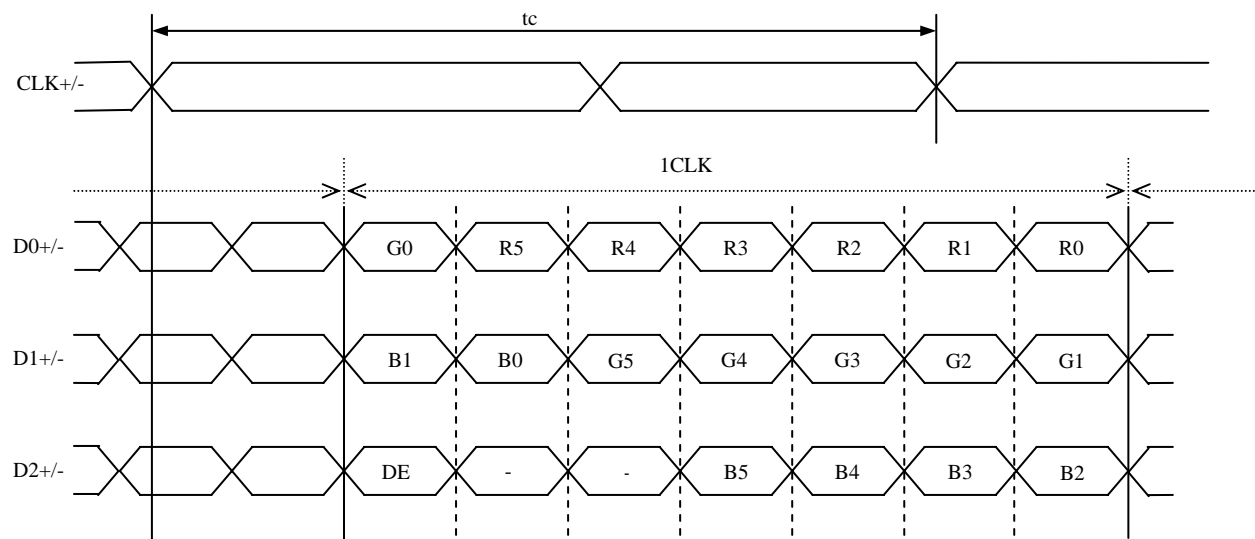 tc
CLK+/-
1CLK
D0+/- G0 R5 R4 R3 R2 R1 R0
D1+/- B1 B0 G5 G4 G3 G2 G1
D2+/- DE - - B5 B4 B3 B2